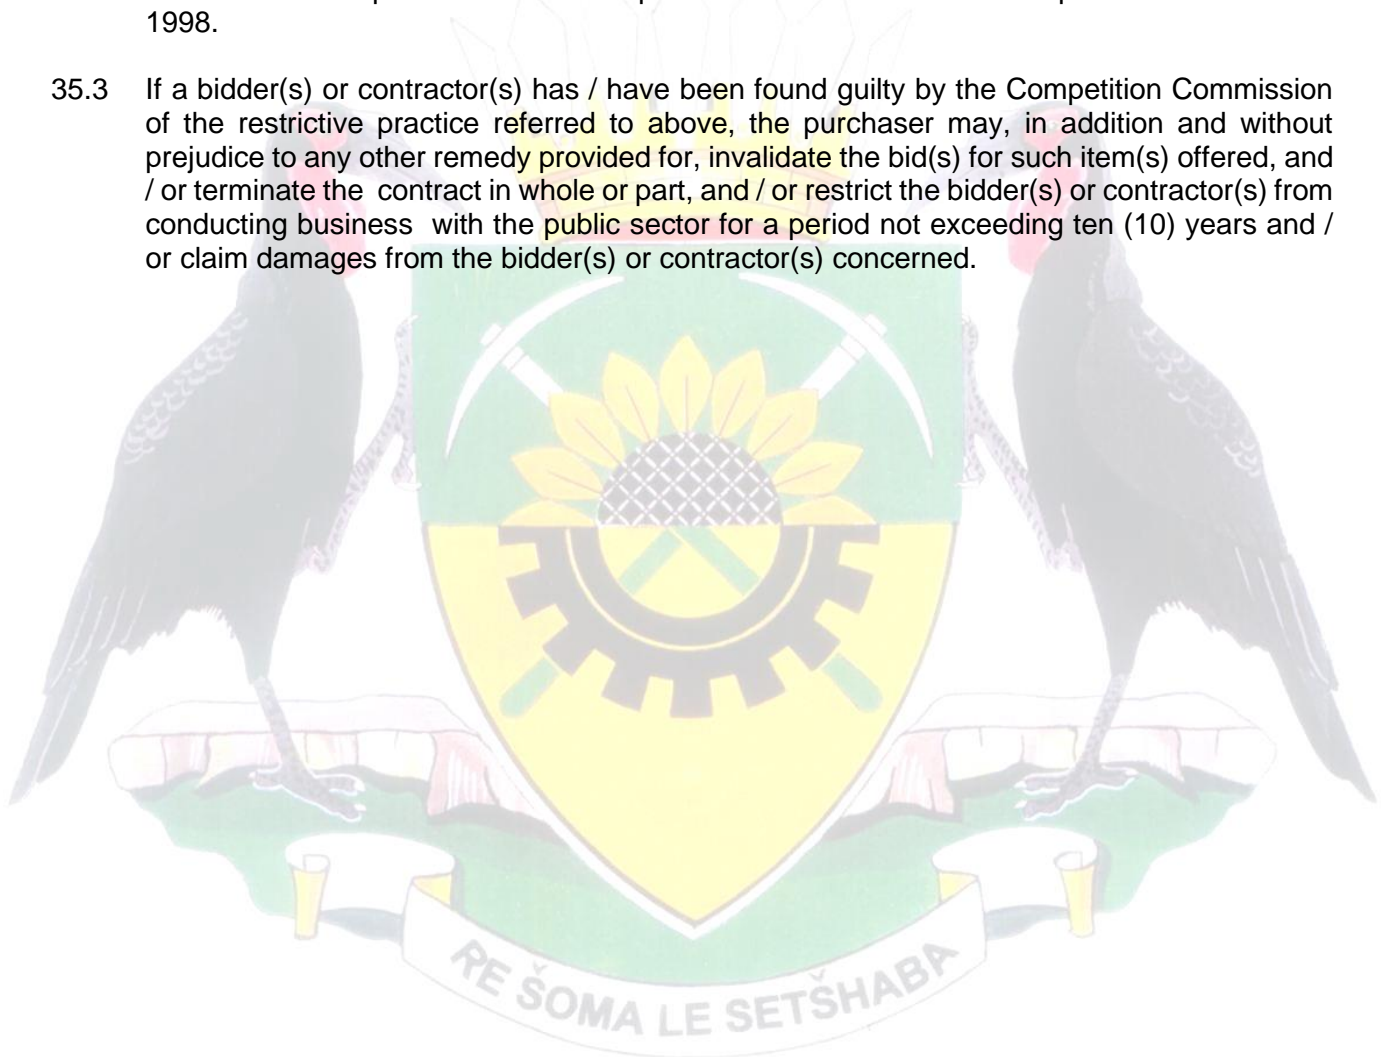 1998.
35.3 If a bidder(s) or contractor(s) has / have been found guilty by the Competition Commission
of the restrictive practice referred to above, the purchaser may, in addition and without
prejudice to any other remedy provided for, invalidate the bid(s) for such item(s) offered, and
/ or terminate the contract in whole or part, and / or restrict the bidder(s) or contractor(s) from
conducting business with the public sector for a period not exceeding ten (10) years and /
or claim damages from the bidder(s) or contractor(s) concerned.
RE ŠOMA LE SETŠHABA